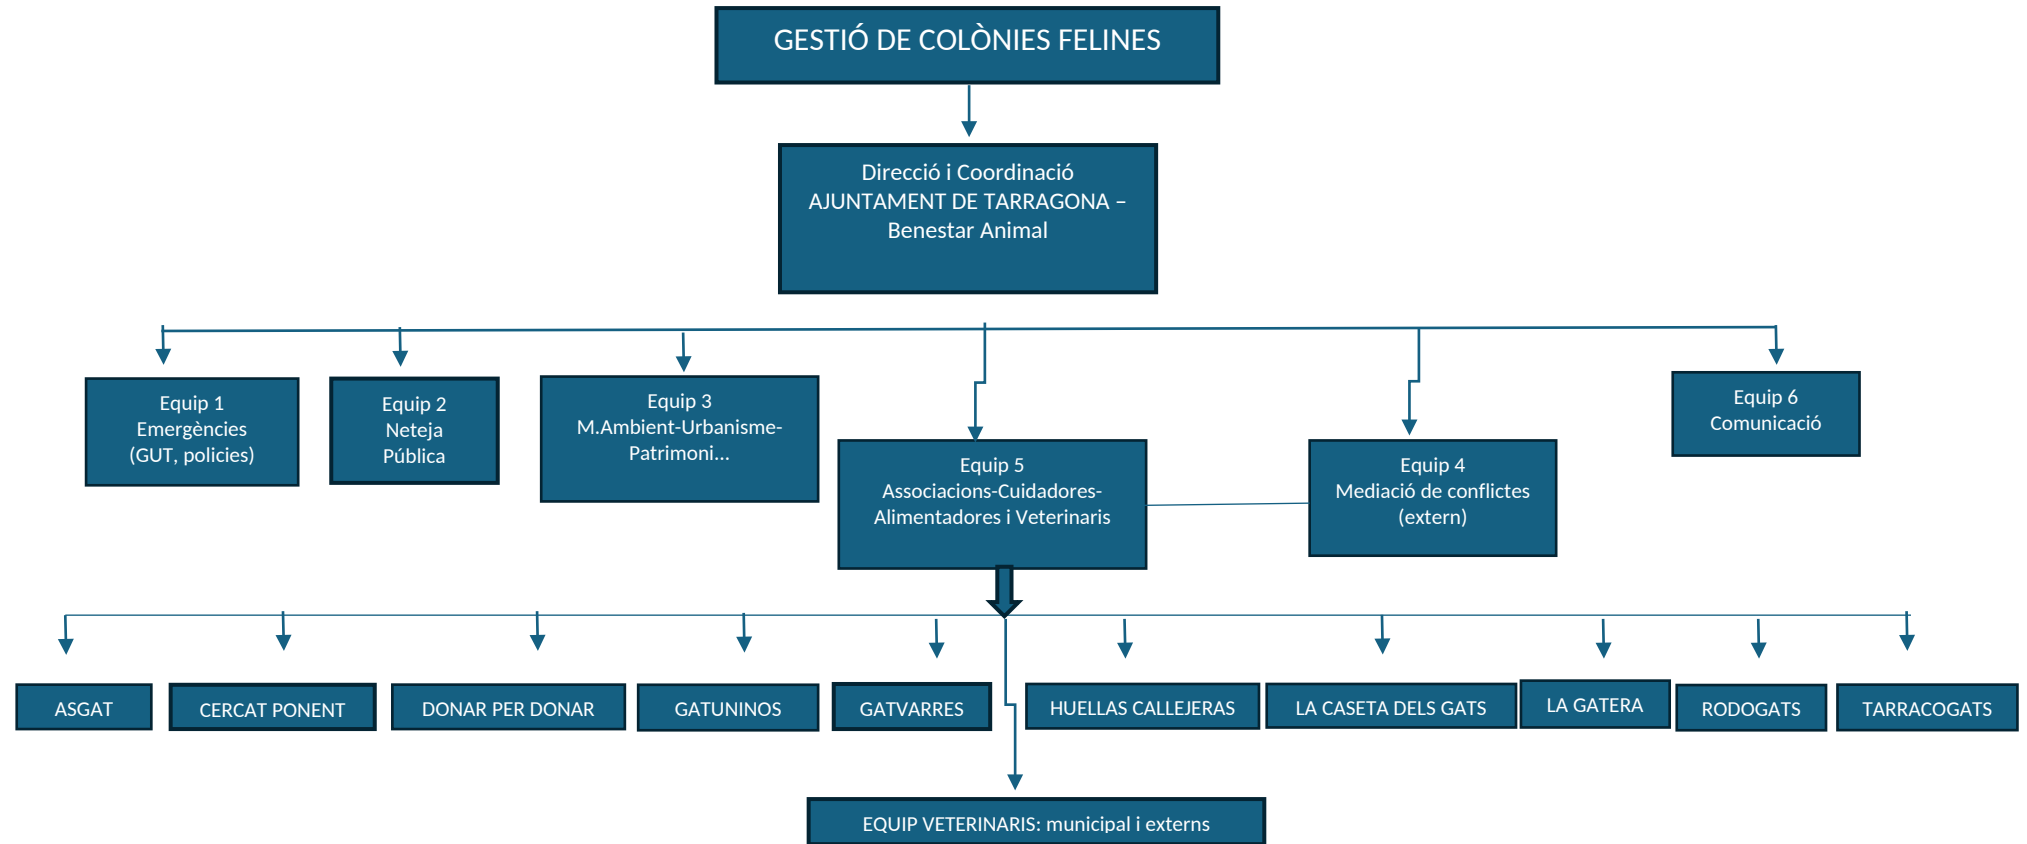 GESTIÓ DE COLÒNIES FELINES
Direcció i Coordinació
AJUNTAMENT DE TARRAGONA –
Benestar Animal
Equip 1
Emergències
(GUT, policies)
Equip 2
Neteja
Pública
Equip 3
M.Ambient-Urbanisme-
Patrimoni...
Equip 5
Associacions-Cuidadores-
Alimentadores i Veterinaris
Equip 4
Mediació de conflictes
(extern)
Equip 6
Comunicació
ASGAT
CERCAT PONENT
DONAR PER DONAR
GATUNINOS
GATVARRES
HUELLAS CALLEJERAS
LA CASETA DELS GATS
LA GATERA
RODOGATS
TARRACOGATS
EQUIP VETERINARIS: municipal i externs